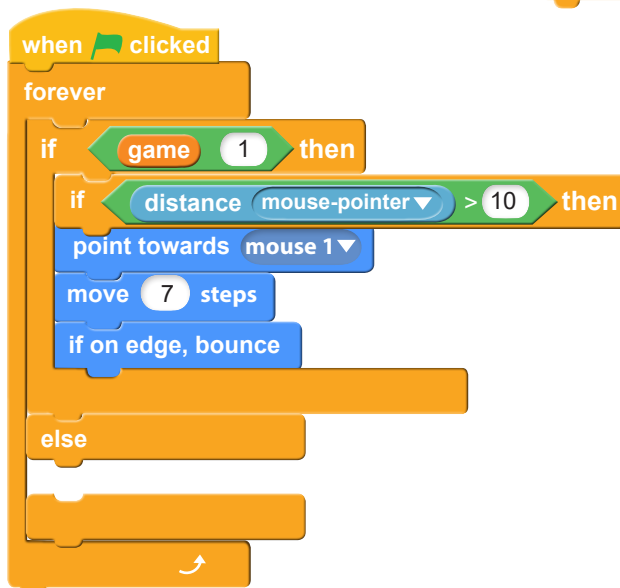 when clicked
forever
if game 1 then
if distance mouse-pointer > 10 then
point towards mouse 1
move 7 steps
if on edge, bounce
else